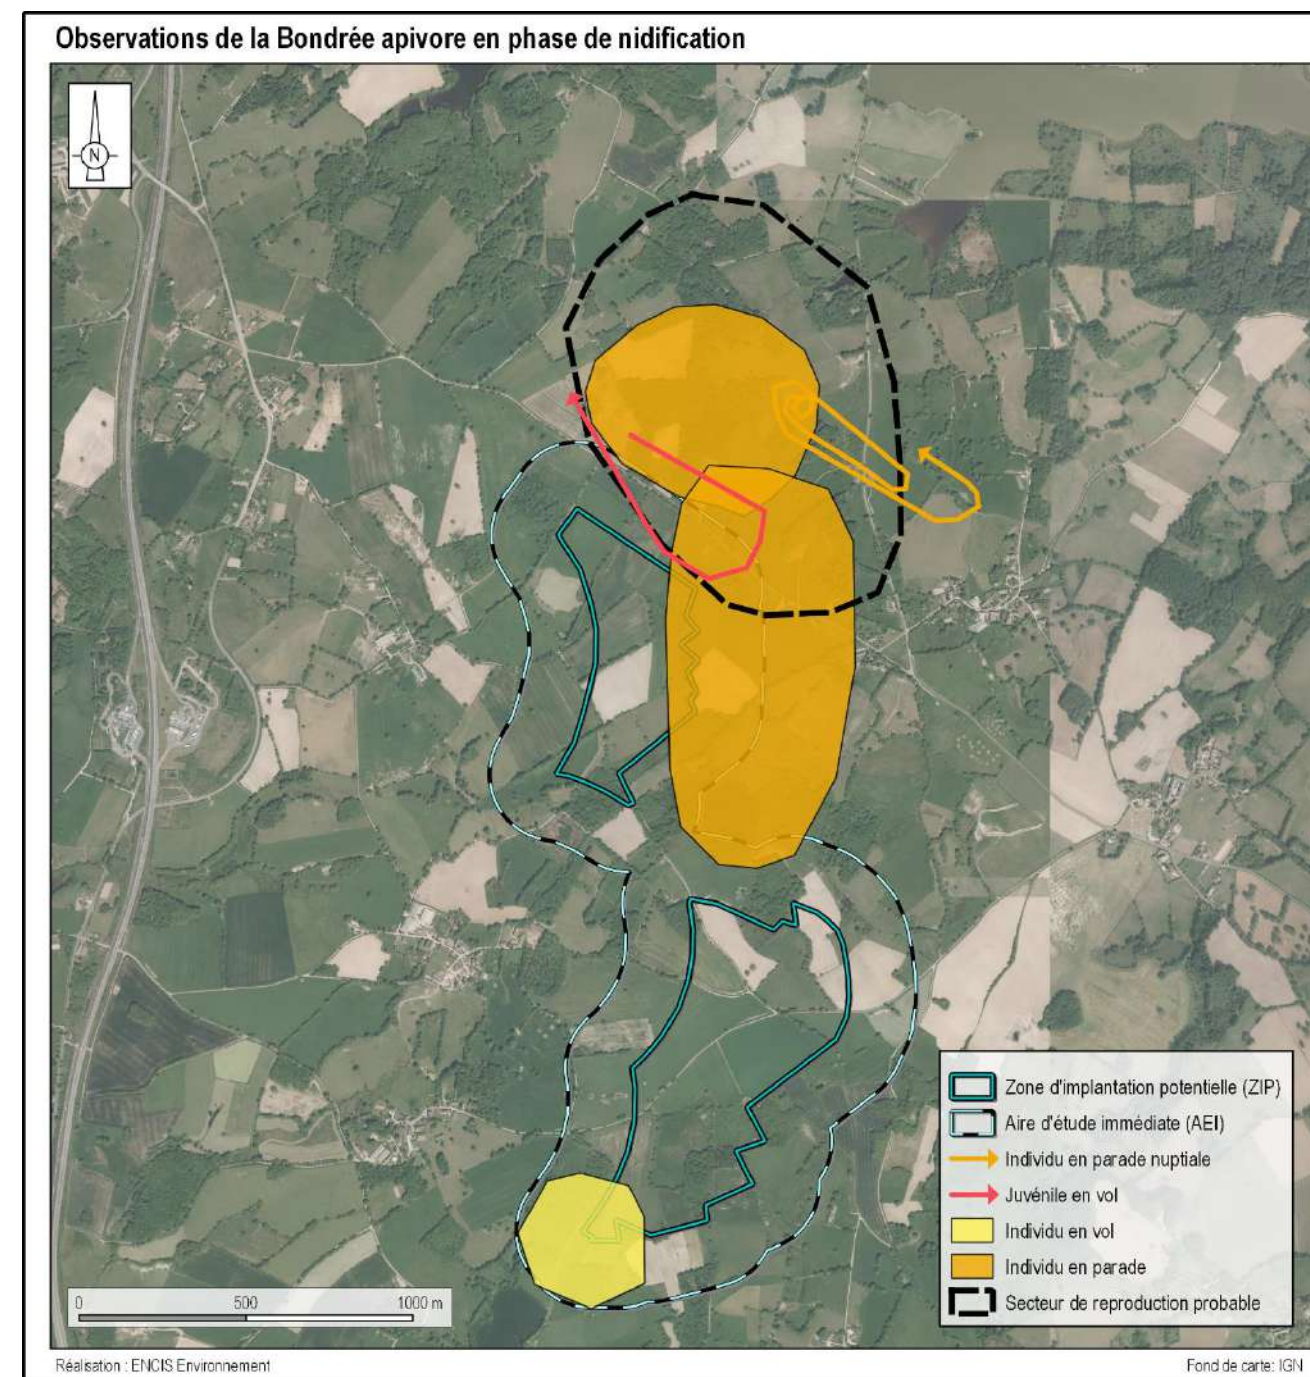 Observations de la Bondrée apivore en phase de nidification
N
Zone d'implantation potentielle (ZIP)
Aire d'étude immédiate (AEI)
Individu en parade nuptiale
Juvénile en vol
Individu en vol
Individu en parade
Secteur de reproduction probable
0 500 1000 m
Réalisation : ENCIS Environnement
Fond de carte: IGN